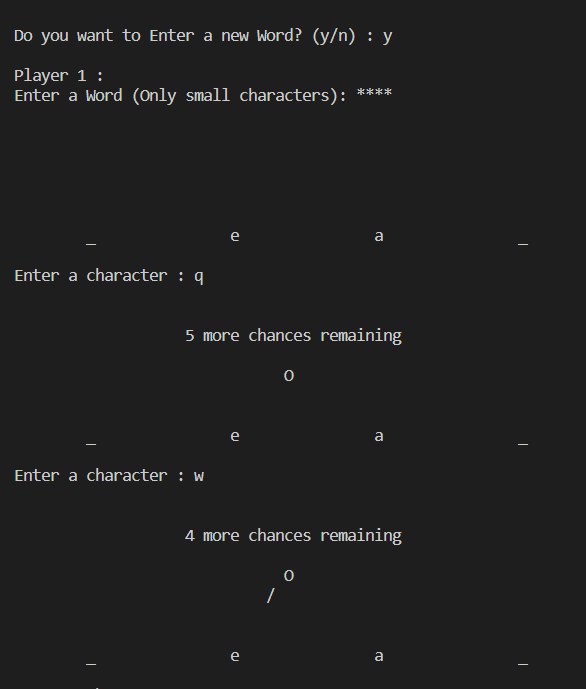 Do you want to Enter a new Word? (y/n) : y
Player 1 :
Enter a Word (Only small characters): ****
_ e a _
Enter a character : q
5 more chances remaining
O
_ e a _
Enter a character : w
4 more chances remaining
O
/
_ e a _